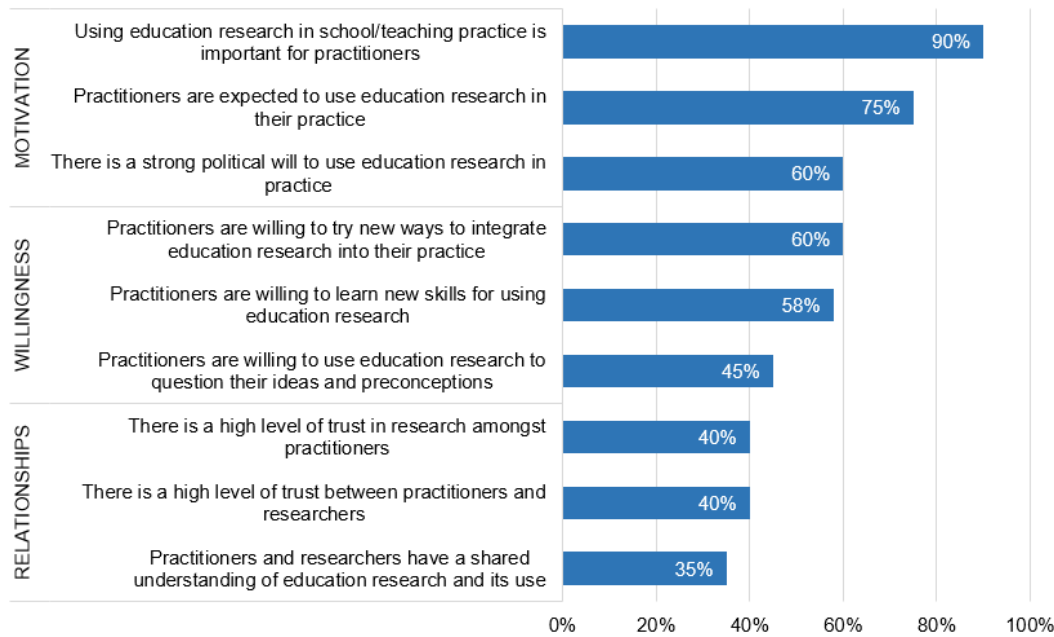 MOTIVATION
Using education research in school/teaching practice is
important for practitioners
90%
Practitioners are expected to use education research in
their practice
75%
There is a strong political will to use education research in
practice
60%
WILLINGNESS
Practitioners are willing to try new ways to integrate
education research into their practice
60%
Practitioners are willing to learn new skills for using
education research
58%
Practitioners are willing to use education research to
question their ideas and preconceptions
45%
RELATIONSHIPS
There is a high level of trust in research amongst
practitioners
40%
There is a high level of trust between practitioners and
researchers
40%
Practitioners and researchers have a shared
understanding of education research and its use
35%
0% 20% 40% 60% 80% 100%